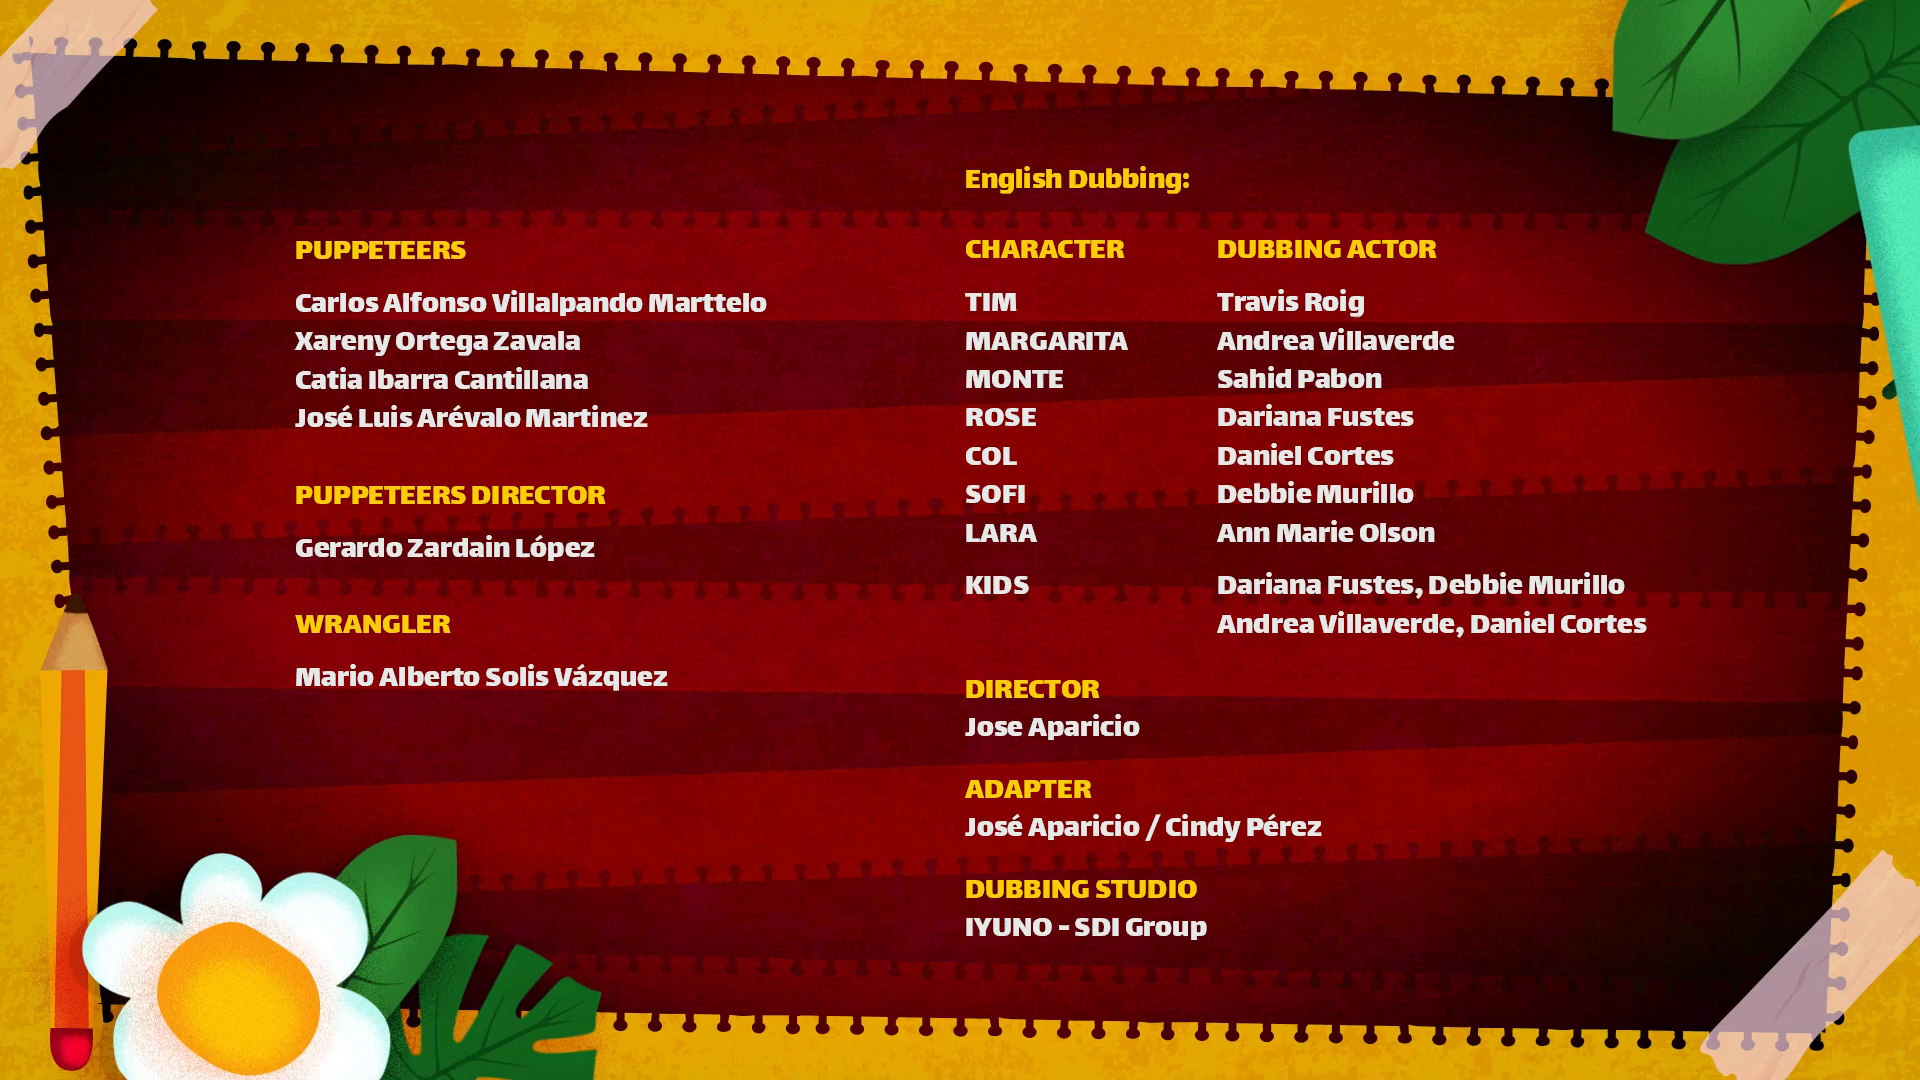 PUPPETEERS
Carlos Alfonso Villalpando Marttelo
Xareny Ortega Zavala
Catia Ibarra Cantillana
José Luis Arévalo Martinez
PUPPETEERS DIRECTOR
Gerardo Zardain López
WRANGLER
Mario Alberto Solis Vázquez
English Dubbing:
CHARACTER DUBBING ACTOR
TIM Travis Roig
MARGARITA Andrea Villaverde
MONTE Sahid Pabon
ROSE Dariana Fustes
COL Daniel Cortes
SOFI Debbie Murillo
LARA Ann Marie Olson
KIDS Dariana Fustes, Debbie Murillo
Andrea Villaverde, Daniel Cortes
DIRECTOR
Jose Aparicio
ADAPTER
José Aparicio / Cindy Pérez
DUBBING STUDIO
IYUNO - SDI Group